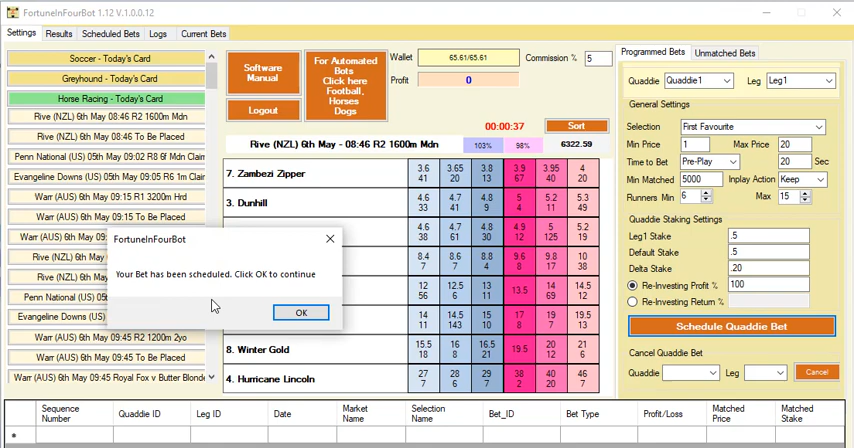 FortuneInFourBot 1.12 V.1.0.0.12
Settings Results Scheduled Bets Logs Current Bets
Soccer - Today's Card
Greyhound - Today's Card
Horse Racing - Today's Card
Rive (NZL) 6th May - 08:46 R2 1600m Mdn
Rive (NZL) 6th May 08:46 To Be Placed
Penn National (US) 05th May 09:02 R8 6f Mdn Claim
Evangeline Downs (US) 05th May 09:05 R6 1m Claim
Warr (AUS) 6th May 09:15 R1 3200m Hrd
Warr (AUS) 6th May 09:15 To Be Placed
Warr (AUS) 6th May 09:
Rive (NZL) 6th
Rive (NZL) 6th
Penn National (US) 05
Evangeline Downs (US)
Warr (AUS) 6th May 09:45 R2 1200m 2yo
Warr (AUS) 6th May 09:45 To Be Placed
Warr (AUS) 6th May 09:45 Royal Fox v Butter Blonde
Software Manual
Logout
For Automated Bots Click here Football, Horses Dogs
Wallet 65.61/65.61 Commission % 5
Profit 0
00:00:37 Sort
Rive (NZL) 6th May - 08:46 R2 1600m Mdn 103% 98% 6322.59
7. Zambezi Zipper 3.6 3.65 3.8 3.9 3.95 4
41 20 13 67 40 20
3. Dunhill 4.6 4.7 4.8 5 5.2 5.3
33 41 9 4 11 49
4.6 4.7 4.8 4.9 5 5.2
38 61 30 12 125 19
8.4 8.6 8.8 9.6 9.8 10
7 7 4 8 17 38
12 12.5 13 13.5 14 14.5
56 6 11 69 12
14 14.5 15 17 19 19.5
11 143 10 8 7 13
8. Winter Gold 15.5 16 16.5 19.5 20 21
18 8 21 12 6
4. Hurricane Lincoln 27 28 29 38 40 46
7 6 7 2 20 7
FortuneInFourBot
Your Bet has been scheduled. Click OK to continue
OK
Programmed Bets Unmatched Bets
Quaddie Quaddie1 Leg Leg1
General Settings
Selection First Favourite
Min Price 1 Max Price 20
Time to Bet Pre-Play 20 Sec
Min Matched 5000 Inplay Action Keep
Runners Min 6 Max 15
Quaddie Staking Settings
Leg1 Stake .5
Default Stake .5
Delta Stake .20
Re-Investing Profit % 100
Re-Investing Return %
Schedule Quaddie Bet
Cancel Quaddie Bet
Quaddie Leg Cancel
Sequence Number Quaddie ID Leg ID Date Market Name Selection Name Bet_ID Bet Type Profit/Loss Matched Price Matched Stake